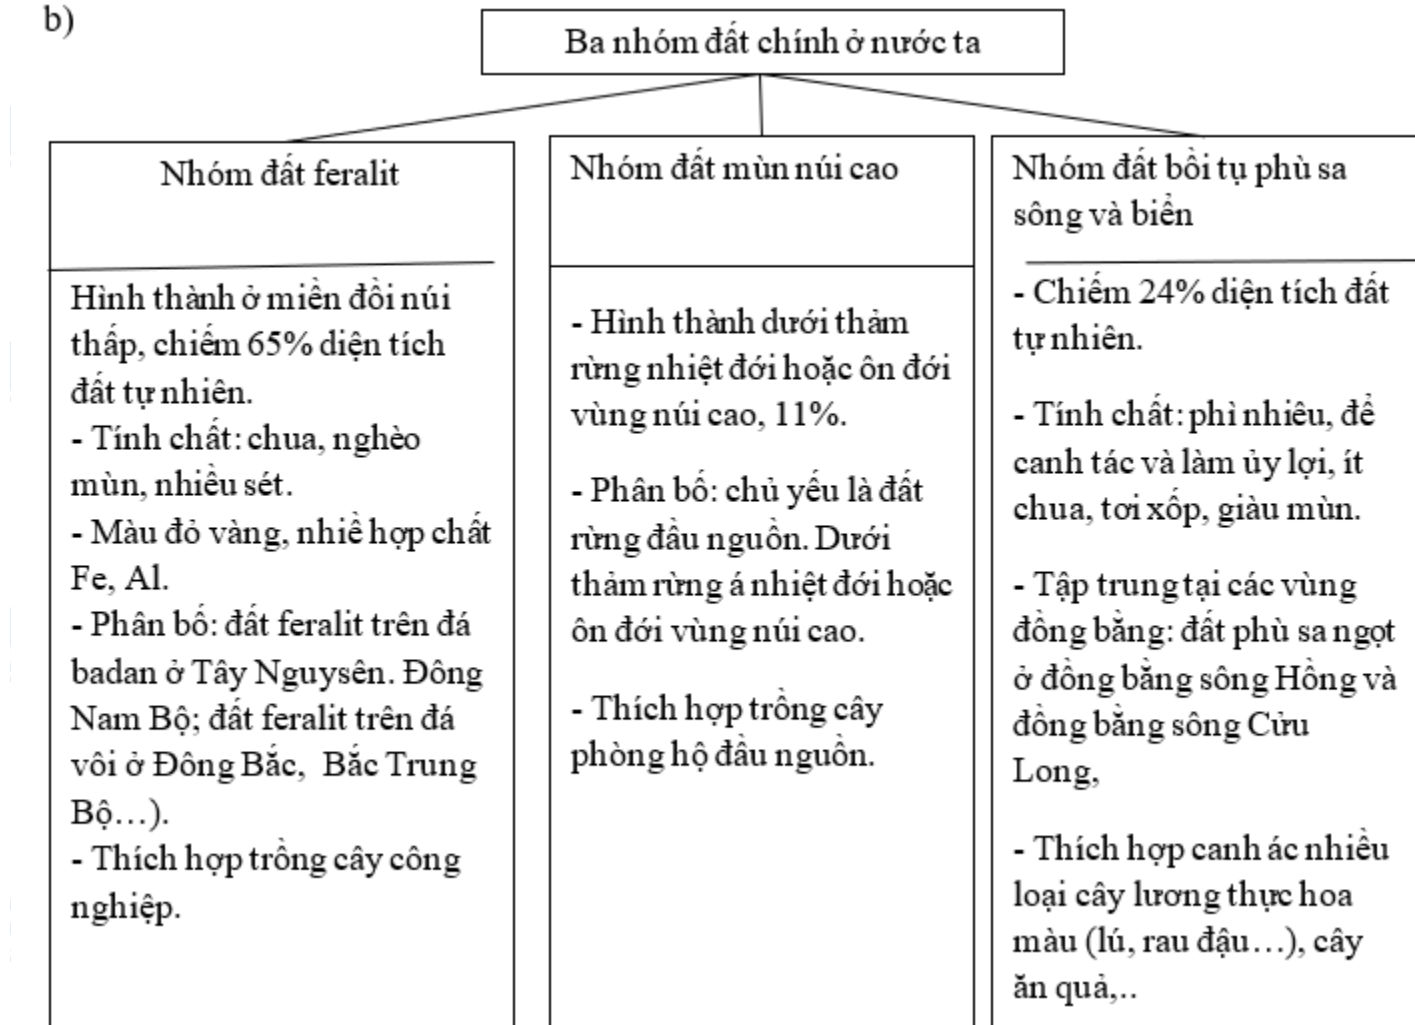 b)
Ba nhóm đất chính ở nước ta
Nhóm đất feralit
Hình thành ở miền đồi núi
thấp, chiếm 65% diện tích
đất tự nhiên.
- Tính chất: chua, nghèo
mùn, nhiều sét.
- Màu đỏ vàng, nhiề hợp chất
Fe, Al.
- Phân bố: đất feralit trên đá
badan ở Tây Nguysên. Đông
Nam Bộ; đất feralit trên đá
vôi ở Đông Bắc, Bắc Trung
Bộ…).
- Thích hợp trồng cây công
nghiệp.
Nhóm đất mùn núi cao
- Hình thành dưới thảm
rừng nhiệt đới hoặc ôn đới
vùng núi cao, 11%.
- Phân bố: chủ yếu là đất
rừng đầu nguồn. Dưới
thảm rừng á nhiệt đới hoặc
ôn đới vùng núi cao.
- Thích hợp trồng cây
phòng hộ đầu nguồn.
Nhóm đất bồi tụ phù sa
sông và biển
- Chiếm 24% diện tích đất
tự nhiên.
- Tính chất: phì nhiêu, để
canh tác và làm ủy lợi, ít
chua, tơi xốp, giàu mùn.
- Tập trung tại các vùng
đồng bằng: đất phù sa ngọt
ở đồng bằng sông Hồng và
đồng bằng sông Cửu
Long,
- Thích hợp canh ác nhiều
loại cây lương thực hoa
màu (lú, rau đậu…), cây
ăn quả,..